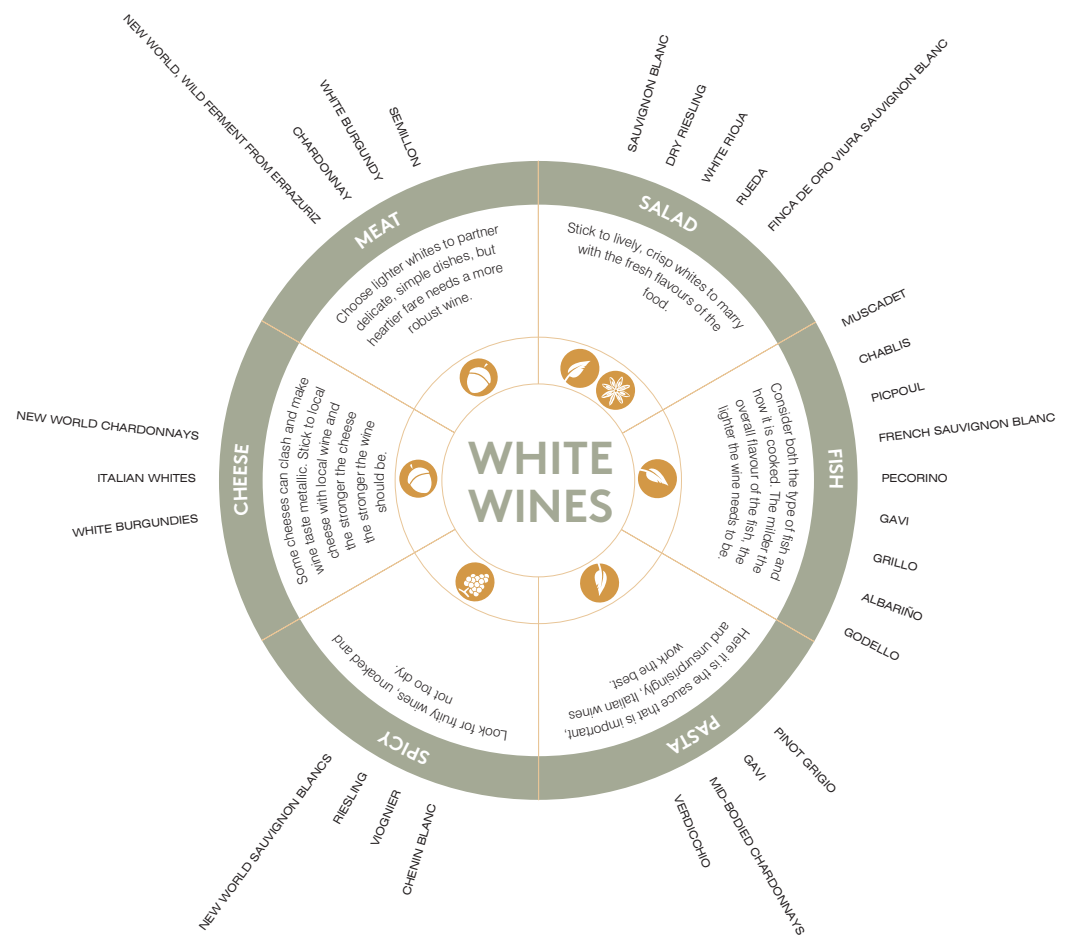 WHITE
WINES
SALAD
Stick to lively, crisp whites to marry
with the fresh flavours of the
food.
SAUVIGNON BLANC
DRY RIESLING
WHITE RIOJA
RUEDA
FINCA DE ORO VIURA SAUVIGNON BLANC
FISH
Consider both the type of fish and
how it is cooked. The milder the
overall flavour of the fish, the
lighter the wine needs to be.
MUSCADET
CHABLIS
PICPOUL
FRENCH SAUVIGNON BLANC
PECORINO
GAVI
GRILLO
ALBARIÑO
GODELLO
PASTA
Here it is the sauce that is important,
and unsurprisingly, Italian wines
work the best.
PINOT GRIGIO
GAVI
MID-BODIED CHARDONNAYS
VERDICCHIO
SPICY
Look for fruity wines, unoaked and
not too dry.
CHENIN BLANC
VIOGNIER
RIESLING
NEW WORLD SAUVIGNON BLANCS
CHEESE
Some cheeses can clash and make
wine taste metallic. Stick to local
cheese with local wine and
the stronger the cheese
the stronger the wine
should be.
WHITE BURGUNDIES
ITALIAN WHITES
NEW WORLD CHARDONNAYS
MEAT
Choose lighter whites to partner
delicate, simple dishes, but
heartier fare needs a more
robust wine.
NEW WORLD, WILD FERMENT FROM ERRAZURIZ
CHARDONNAY
WHITE BURGUNDY
SEMILLON